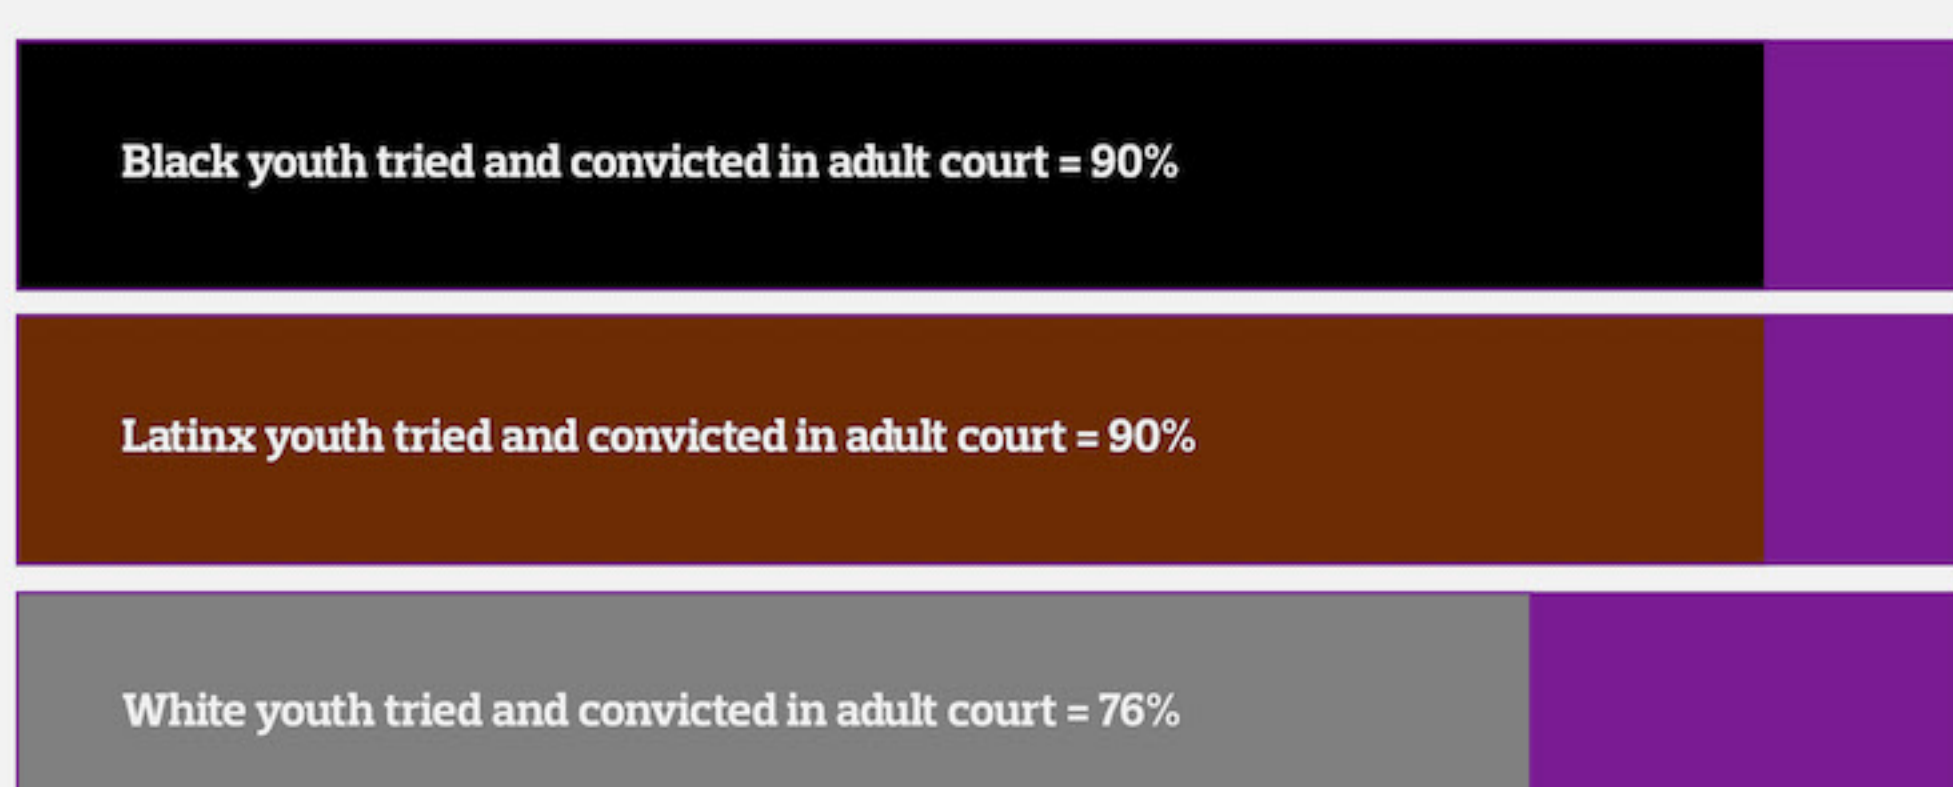 Black youth tried and convicted in adult court = 90%
Latinx youth tried and convicted in adult court = 90%
White youth tried and convicted in adult court = 76%